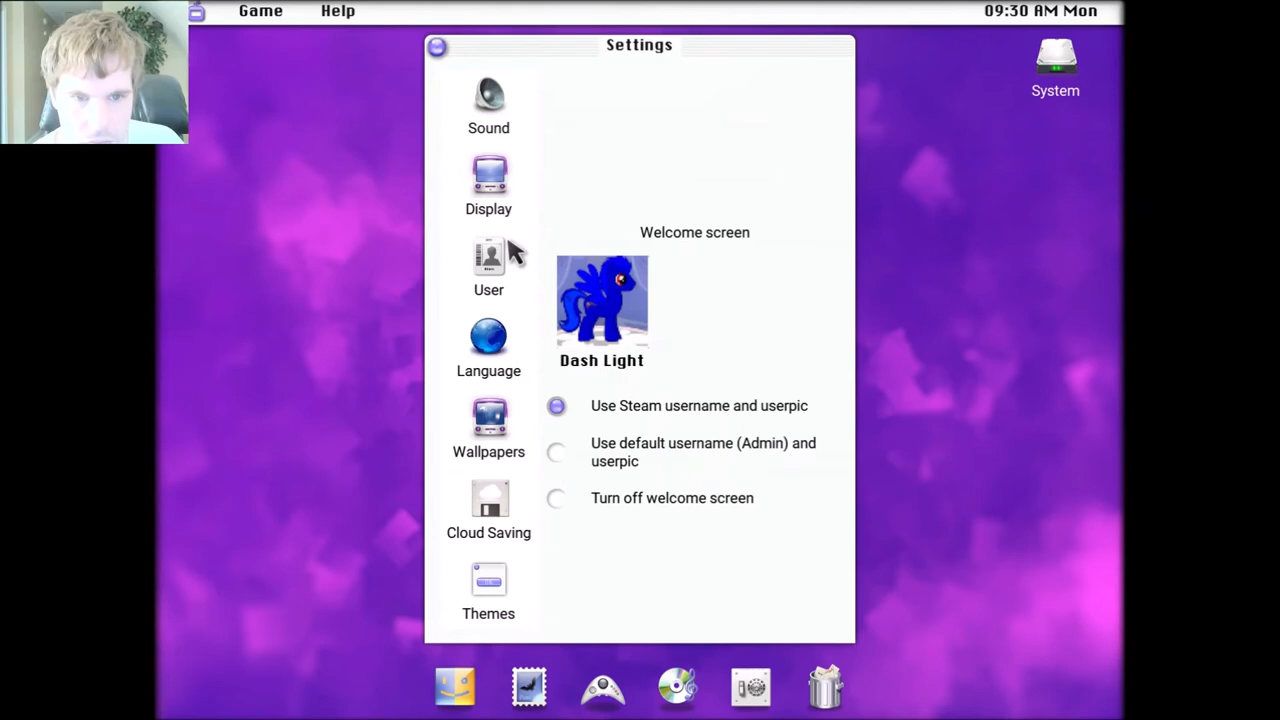 Game Help 09:30 AM Mon
Settings
System
Sound
Display
User
Language
Wallpapers
Cloud Saving
Themes
Welcome screen
Dash Light
Use Steam username and userpic
Use default username (Admin) and
userpic
Turn off welcome screen